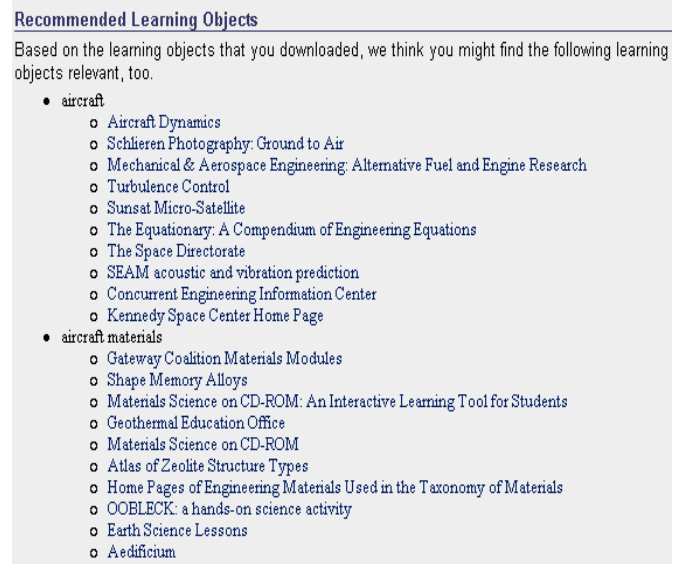 Recommended Learning Objects
Based on the learning objects that you downloaded, we think you might find the following learning
objects relevant, too.
• aircraft
o Aircraft Dynamics
o Schlieren Photography: Ground to Air
o Mechanical & Aerospace Engineering: Alternative Fuel and Engine Research
o Turbulence Control
o Sunsat Micro-Satellite
o The Equationary: A Compendium of Engineering Equations
o The Space Directorate
o SEAM acoustic and vibration prediction
o Concurrent Engineering Information Center
o Kennedy Space Center Home Page
• aircraft materials
o Gateway Coalition Materials Modules
o Shape Memory Alloys
o Materials Science on CD-ROM: An Interactive Learning Tool for Students
o Geothermal Education Office
o Materials Science on CD-ROM
o Atlas of Zeolite Structure Types
o Home Pages of Engineering Materials Used in the Taxonomy of Materials
o OOBLECK: a hands-on science activity
o Earth Science Lessons
o Aedificium